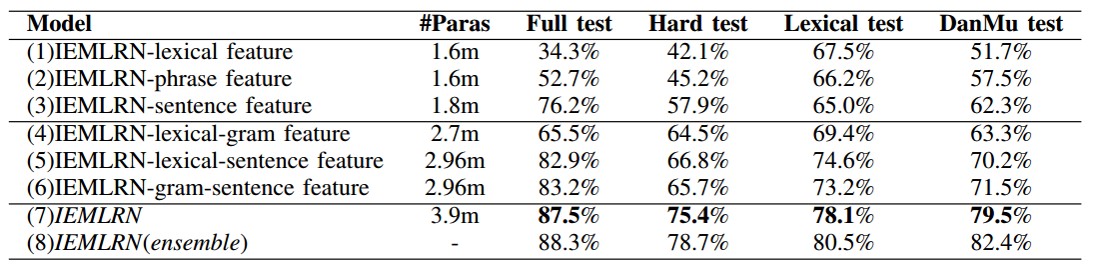 Model #Paras Full test Hard test Lexical test DanMu test
(1)IEMLRN-lexical feature 1.6m 34.3% 42.1% 67.5% 51.7%
(2)IEMLRN-phrase feature 1.6m 52.7% 45.2% 66.2% 57.5%
(3)IEMLRN-sentence feature 1.8m 76.2% 57.9% 65.0% 62.3%
(4)IEMLRN-lexical-gram feature 2.7m 65.5% 64.5% 69.4% 63.3%
(5)IEMLRN-lexical-sentence feature 2.96m 82.9% 66.8% 74.6% 70.2%
(6)IEMLRN-gram-sentence feature 2.96m 83.2% 65.7% 73.2% 71.5%
(7)IEMLRN 3.9m 87.5% 75.4% 78.1% 79.5%
(8)IEMLRN(ensemble) - 88.3% 78.7% 80.5% 82.4%